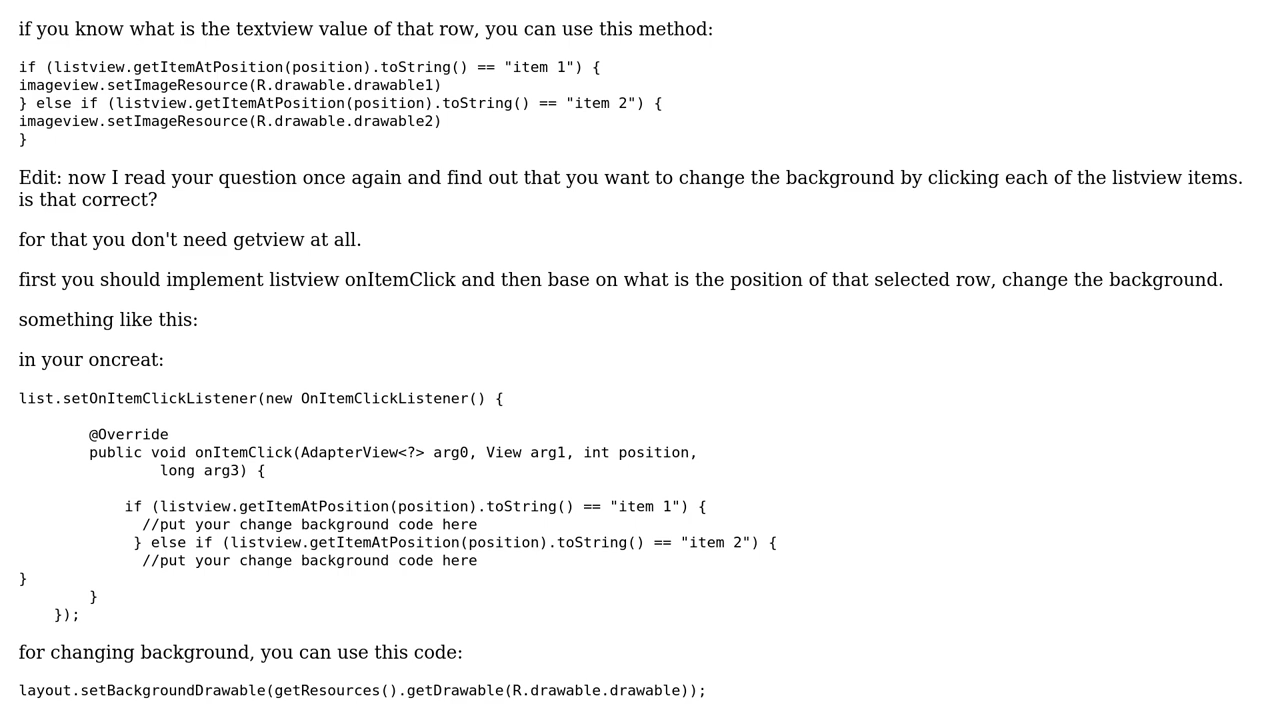 if you know what is the textview value of that row, you can use this method:
if (listview.getItemAtPosition(position).toString() == "item 1") {
imageview.setImageResource(R.drawable.drawable1)
} else if (listview.getItemAtPosition(position).toString() == "item 2") {
imageview.setImageResource(R.drawable.drawable2)
}
Edit: now I read your question once again and find out that you want to change the background by clicking each of the listview items.
is that correct?
for that you don't need getview at all.
first you should implement listview onItemClick and then base on what is the position of that selected row, change the background.
something like this:
in your oncreat:
list.setOnItemClickListener(new OnItemClickListener() {
        @Override
        public void onItemClick(AdapterView<?> arg0, View arg1, int position,
                long arg3) {
            if (listview.getItemAtPosition(position).toString() == "item 1") {
              //put your change background code here
             } else if (listview.getItemAtPosition(position).toString() == "item 2") {
              //put your change background code here
}
        }
    });
for changing background, you can use this code:
layout.setBackgroundDrawable(getResources().getDrawable(R.drawable.drawable));